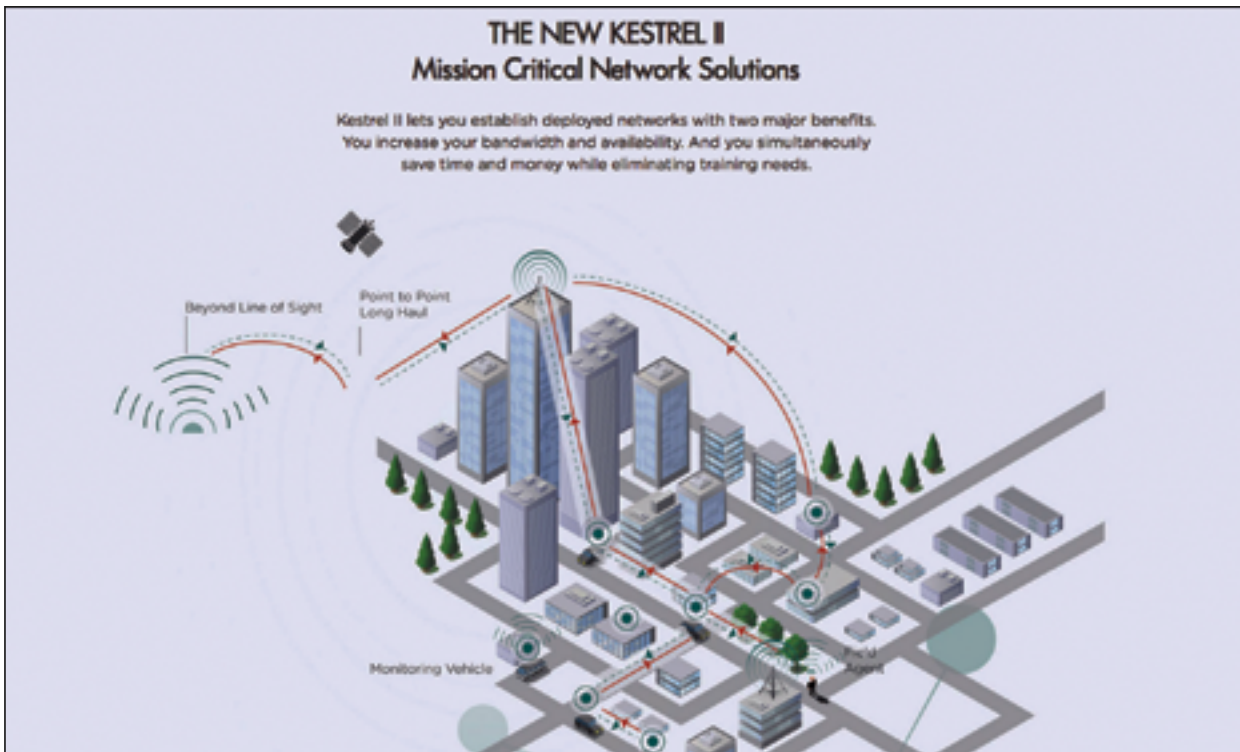 THE NEW KESTREL II
Mission Critical Network Solutions
Kestrel II lets you establish deployed networks with two major benefits.
You increase your bandwidth and availability. And you simultaneously
save time and money while eliminating training needs.
Beyond Line of Sight
Point to Point
Long Haul
Monitoring Vehicle
Agent